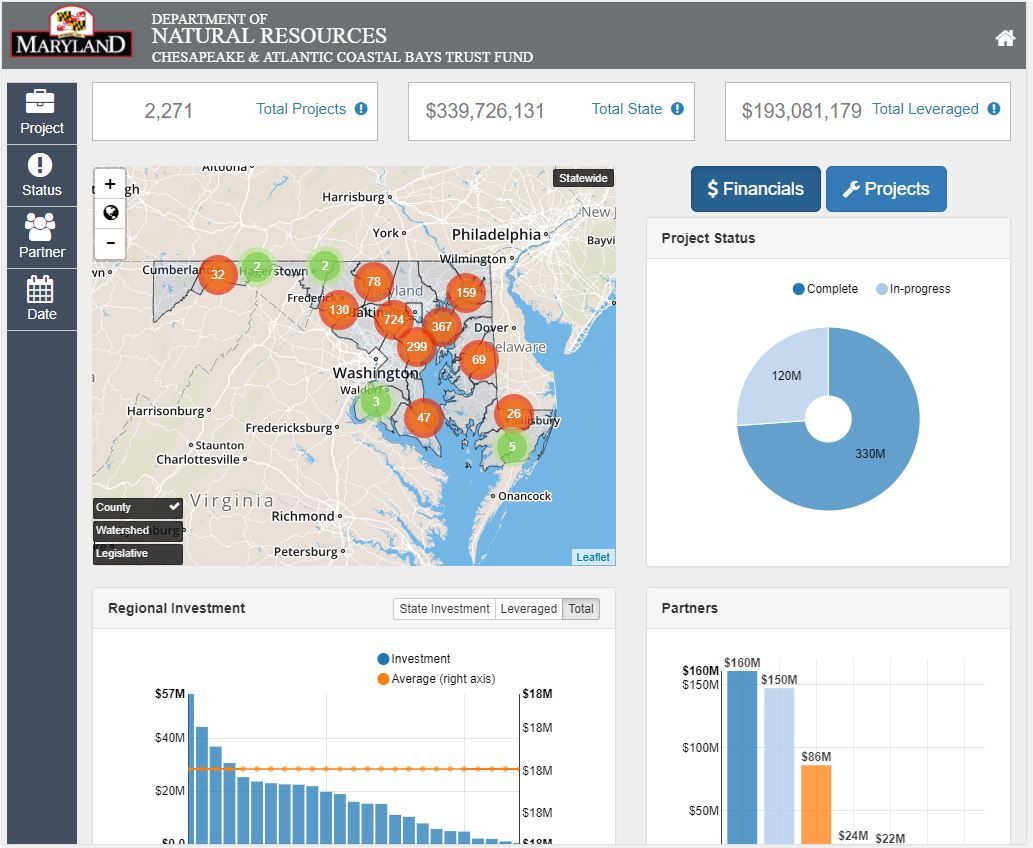 MARYLAND
DEPARTMENT OF
NATURAL RESOURCES
CHESAPEAKE & ATLANTIC COASTAL BAYS TRUST FUND
Project
Status
Partner
Date
2,271 Total Projects
$339,726,131 Total State
$193,081,179 Total Leveraged
+
-
Statewide
Altoona
Harrisburg
New J
York
Philadelphia
Bayvi
Wilmington
Cumberland
Hagerstown
32
2
2
78
159
Frederick
130
Baltimore
724
367
Dover
299
69
Delaware
Washington
Waldorf
3
47
26
Salisbury
5
Harrisonburg
Fredericksburg
Staunton
Charlottesville
Virginia
Onancock
Richmond
Petersburg
County
Watershed
Legislative
Leaflet
Financials
Projects
Project Status
Complete
In-progress
120M
330M
Regional Investment
State Investment
Leveraged
Total
Investment
Average (right axis)
$57M
$40M
$20M
$0.0
$18M
$18M
$18M
$18M
$18M
Partners
$160M
$150M
$100M
$50M
$160M
$150M
$86M
$24M
$22M